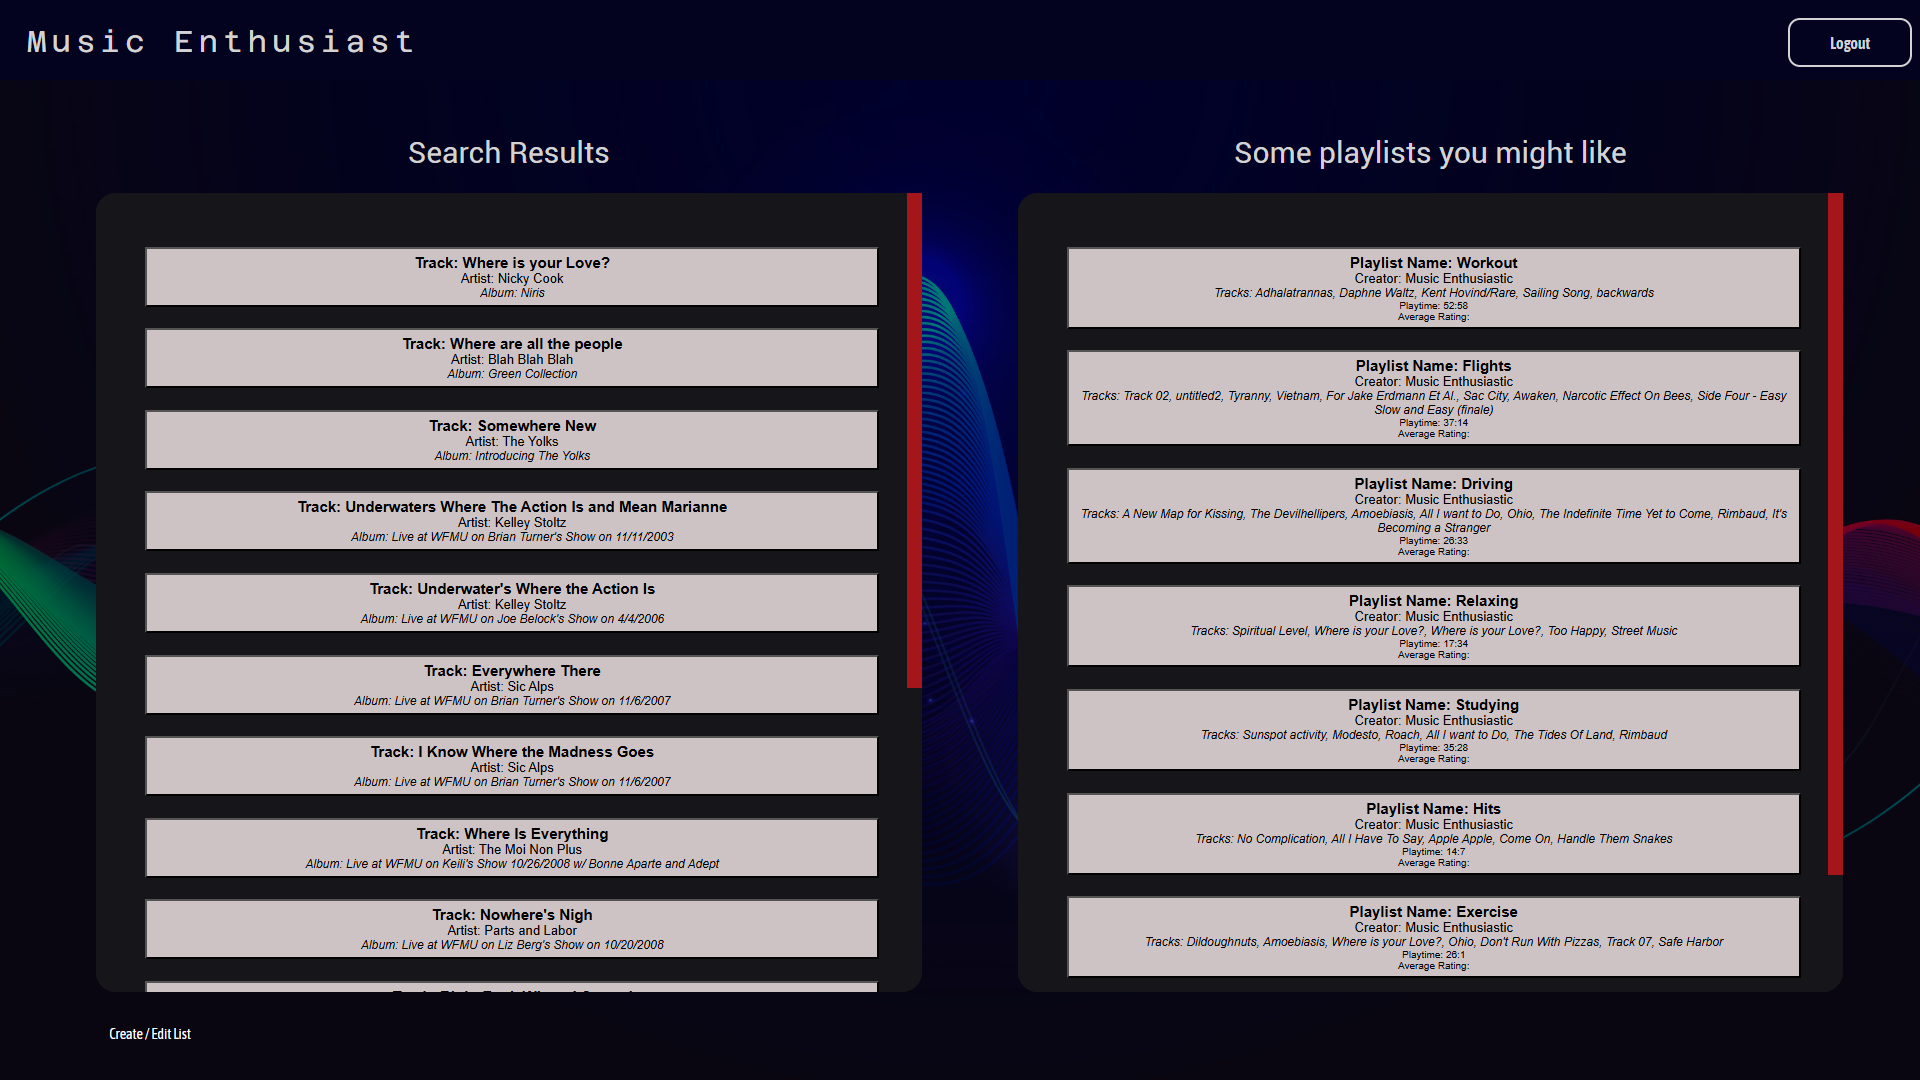 Music Enthusiast
Logout
Search Results
Track: Where is your Love?
Artist: Nicky Cook
Album: Niris
Track: Where are all the people
Artist: Blah Blah Blah
Album: Green Collection
Track: Somewhere New
Artist: The Yolks
Album: Introducing The Yolks
Track: Underwaters Where The Action Is and Mean Marianne
Artist: Kelley Stoltz
Album: Live at WFMU on Brian Turner's Show on 11/11/2003
Track: Underwater's Where the Action Is
Artist: Kelley Stoltz
Album: Live at WFMU on Joe Belock's Show on 4/4/2006
Track: Everywhere There
Artist: Sic Alps
Album: Live at WFMU on Brian Turner's Show on 11/6/2007
Track: I Know Where the Madness Goes
Artist: Sic Alps
Album: Live at WFMU on Brian Turner's Show on 11/6/2007
Track: Where Is Everything
Artist: The Moi Non Plus
Album: Live at WFMU on Keili's Show 10/26/2008 w/ Bonne Aparte and Adept
Track: Nowhere's Nigh
Artist: Parts and Labor
Album: Live at WFMU on Liz Berg's Show on 10/20/2008
Some playlists you might like
Playlist Name: Workout
Creator: Music Enthusiastic
Tracks: Adhalatrannas, Daphne Waltz, Kent Hovind/Rare, Sailing Song, backwards
Playtime: 52:58
Average Rating:
Playlist Name: Flights
Creator: Music Enthusiastic
Tracks: Track 02, untitled2, Tyranny, Vietnam, For Jake Erdmann Et Al., Sac City, Awaken, Narcotic Effect On Bees, Side Four - Easy
Slow and Easy (finale)
Playtime: 37:14
Average Rating:
Playlist Name: Driving
Creator: Music Enthusiastic
Tracks: A New Map for Kissing, The Devilhellipers, Amoebiasis, All I want to Do, Ohio, The Indefinite Time Yet to Come, Rimbaud, It's
Becoming a Stranger
Playtime: 26:33
Average Rating:
Playlist Name: Relaxing
Creator: Music Enthusiastic
Tracks: Spiritual Level, Where is your Love?, Where is your Love?, Too Happy, Street Music
Playtime: 17:34
Average Rating:
Playlist Name: Studying
Creator: Music Enthusiastic
Tracks: Sunspot activity, Modesto, Roach, All I want to Do, The Tides Of Land, Rimbaud
Playtime: 35:28
Average Rating:
Playlist Name: Hits
Creator: Music Enthusiastic
Tracks: No Complication, All I Have To Say, Apple Apple, Come On, Handle Them Snakes
Playtime: 14:7
Average Rating:
Playlist Name: Exercise
Creator: Music Enthusiastic
Tracks: Dildoughnuts, Amoebiasis, Where is your Love?, Ohio, Don't Run With Pizzas, Track 07, Safe Harbor
Playtime: 26:1
Average Rating:
Create / Edit List